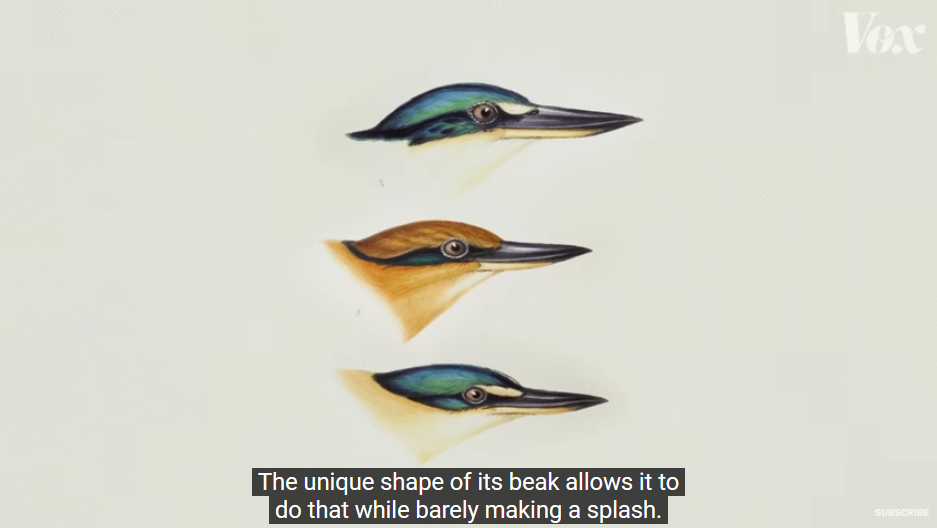 Vox
The unique shape of its beak allows it to
do that while barely making a splash.
SUBSCRIBE